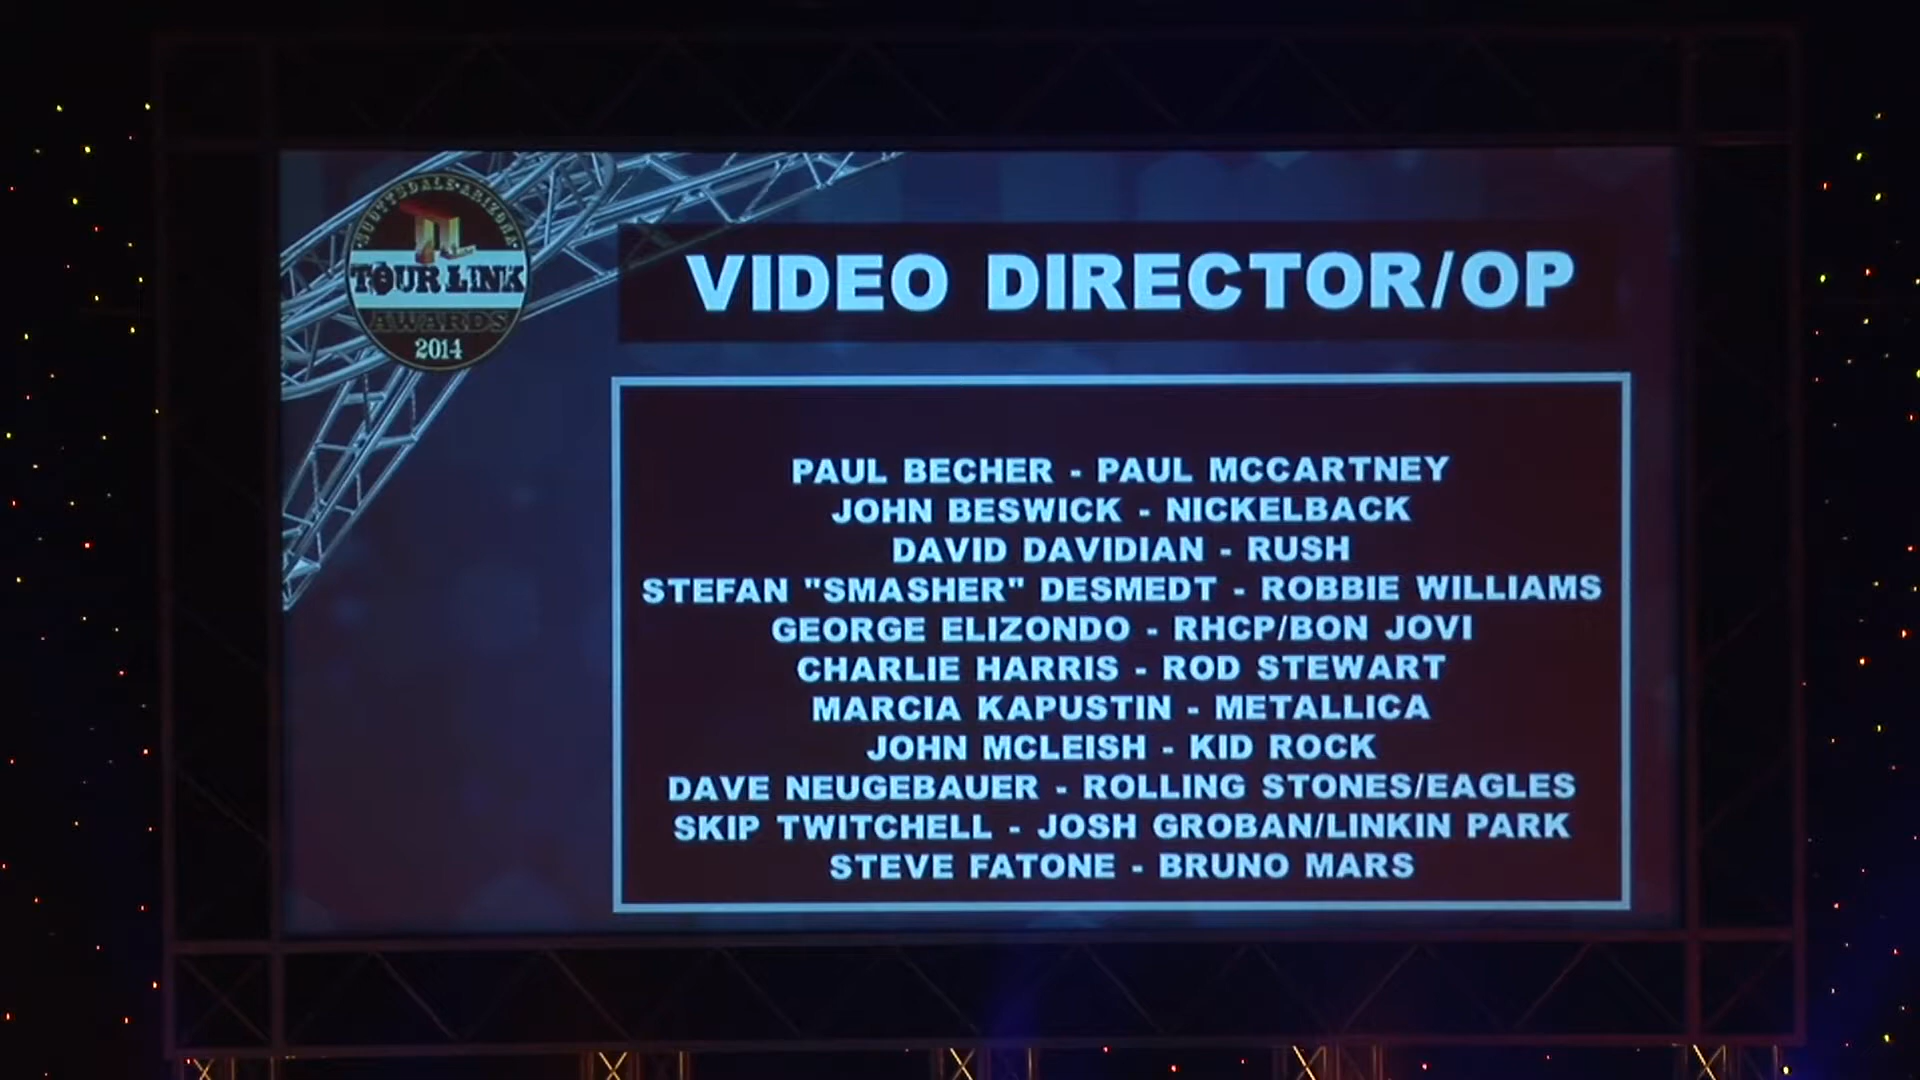 SCOTTSDALE•ARIZONA
TL
TOUR LINK
AWARDS
2014
VIDEO DIRECTOR/OP
PAUL BECHER - PAUL MCCARTNEY
JOHN BESWICK - NICKELBACK
DAVID DAVIDIAN - RUSH
STEFAN "SMASHER" DESMEDT - ROBBIE WILLIAMS
GEORGE ELIZONDO - RHCP/BON JOVI
CHARLIE HARRIS - ROD STEWART
MARCIA KAPUSTIN - METALLICA
JOHN MCLEISH - KID ROCK
DAVE NEUGEBAUER - ROLLING STONES/EAGLES
SKIP TWITCHELL - JOSH GROBAN/LINKIN PARK
STEVE FATONE - BRUNO MARS